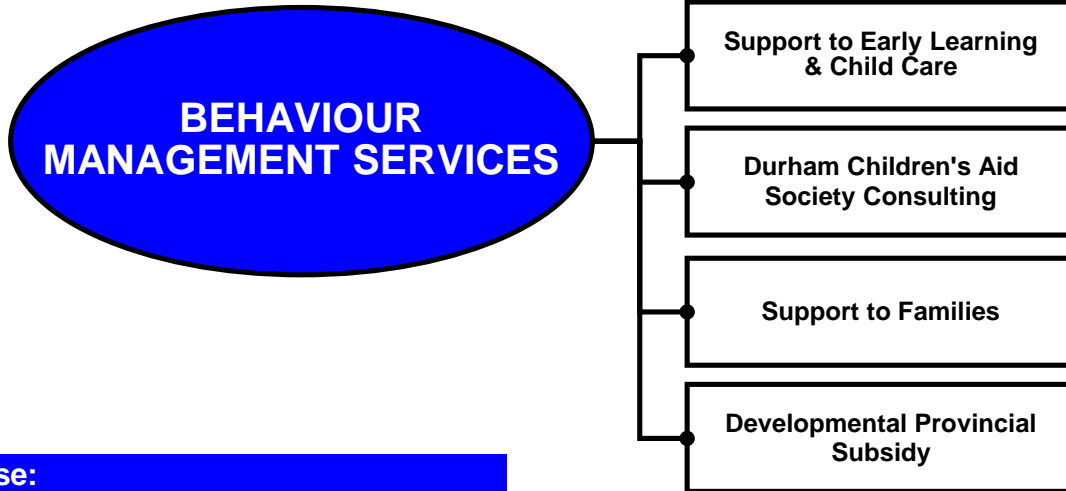 BEHAVIOUR
MANAGEMENT SERVICES
Support to Early Learning
& Child Care
Durham Children's Aid
Society Consulting
Support to Families
Developmental Provincial
Subsidy
se: